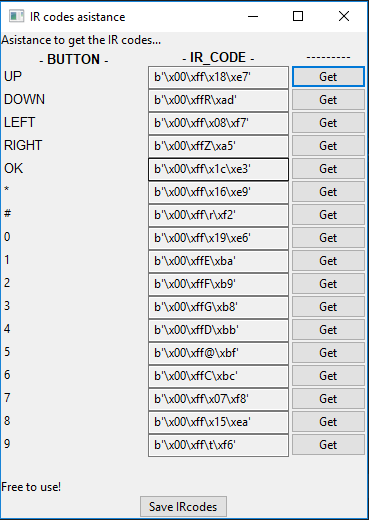 IR codes asistance
Asistance to get the IR codes...
- BUTTON - - IR_CODE - ---------
UP b'\x00\xff\x18\xe7' Get
DOWN b'\x00\xffR\xad' Get
LEFT b'\x00\xff\x08\xf7' Get
RIGHT b'\x00\xffZ\xa5' Get
OK b'\x00\xff\x1c\xe3' Get
* b'\x00\xff\x16\xe9' Get
# b'\x00\xff\r\xf2' Get
0 b'\x00\xff\x19\xe6' Get
1 b'\x00\xffE\xba' Get
2 b'\x00\xffF\xb9' Get
3 b'\x00\xffG\xb8' Get
4 b'\x00\xffD\xbb' Get
5 b'\x00\xff@\xbf' Get
6 b'\x00\xffC\xbc' Get
7 b'\x00\xff\x07\xf8' Get
8 b'\x00\xff\x15\xea' Get
9 b'\x00\xff\t\xf6' Get
Free to use!
Save IRcodes